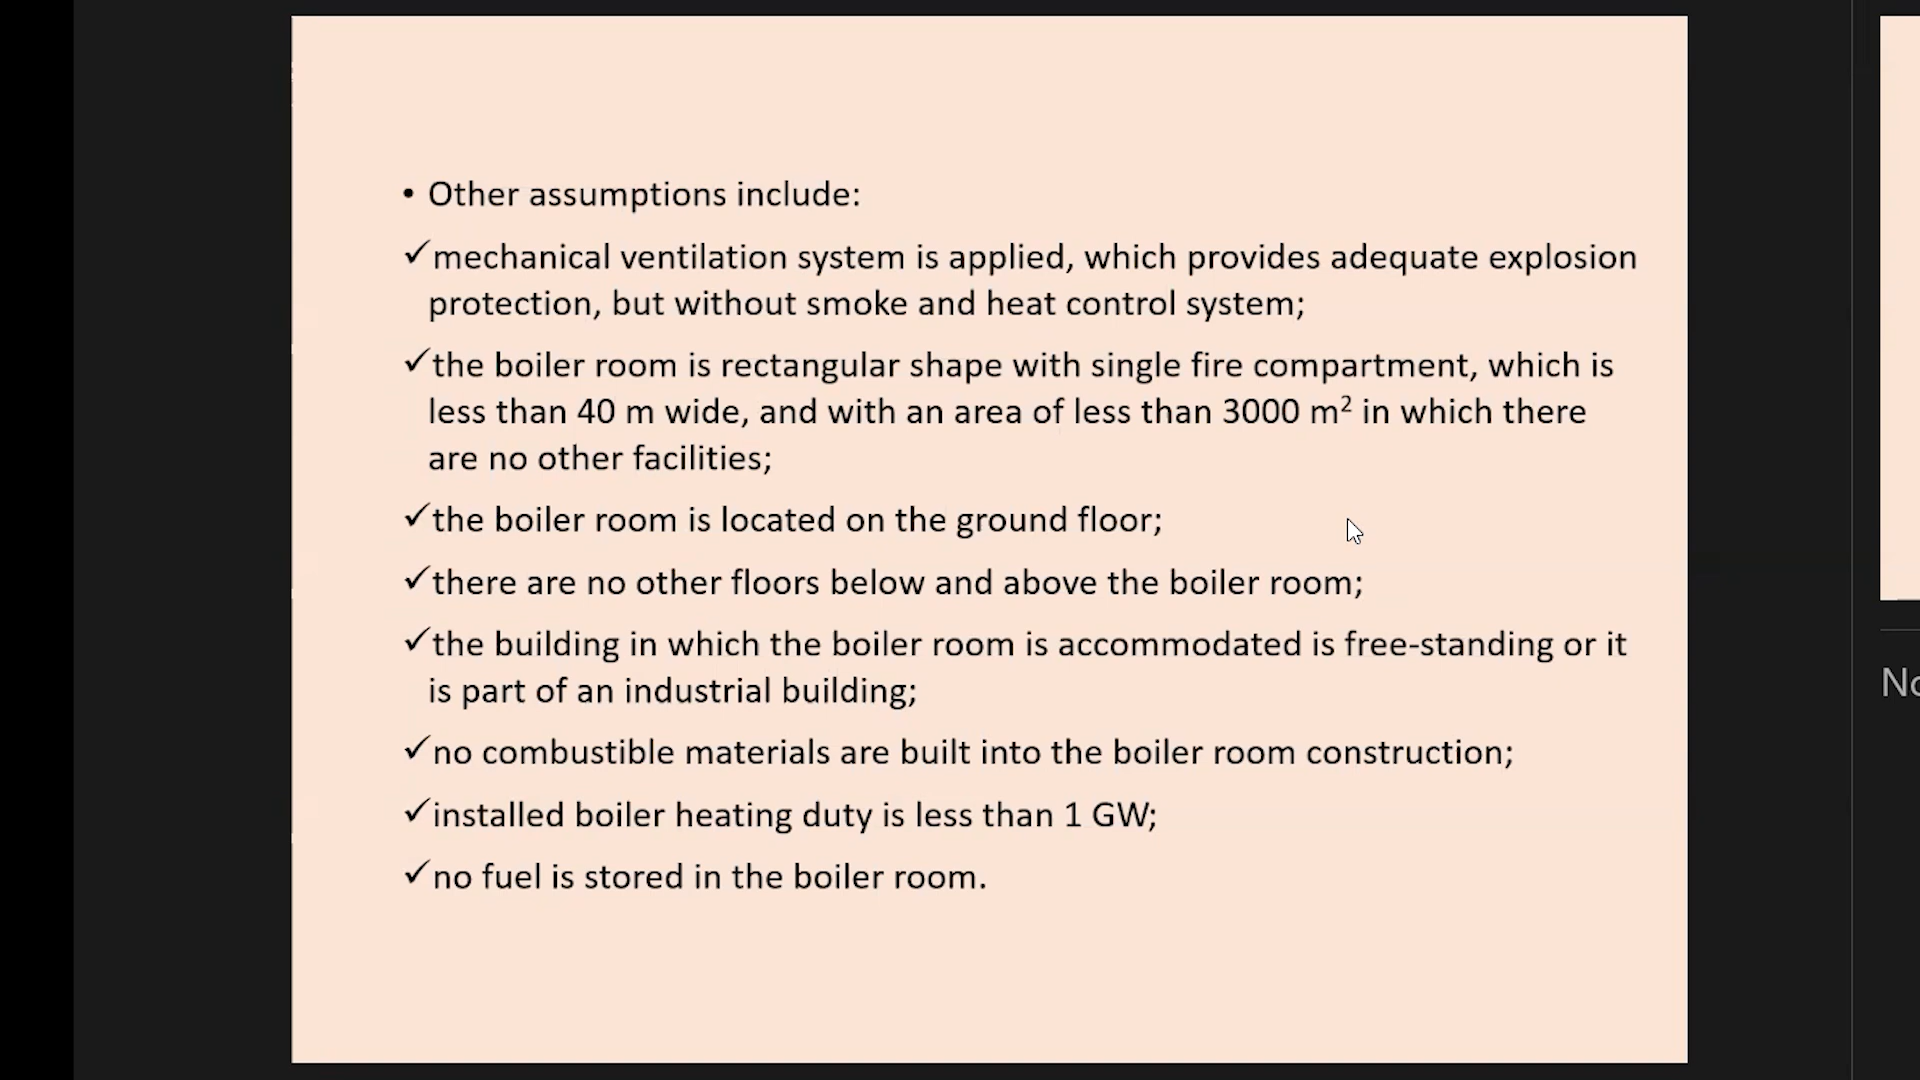 • Other assumptions include:
✓mechanical ventilation system is applied, which provides adequate explosion
protection, but without smoke and heat control system;
✓the boiler room is rectangular shape with single fire compartment, which is
less than 40 m wide, and with an area of less than 3000 m² in which there
are no other facilities;
✓the boiler room is located on the ground floor;
✓there are no other floors below and above the boiler room;
✓the building in which the boiler room is accommodated is free-standing or it
is part of an industrial building;
✓no combustible materials are built into the boiler room construction;
✓installed boiler heating duty is less than 1 GW;
✓no fuel is stored in the boiler room.